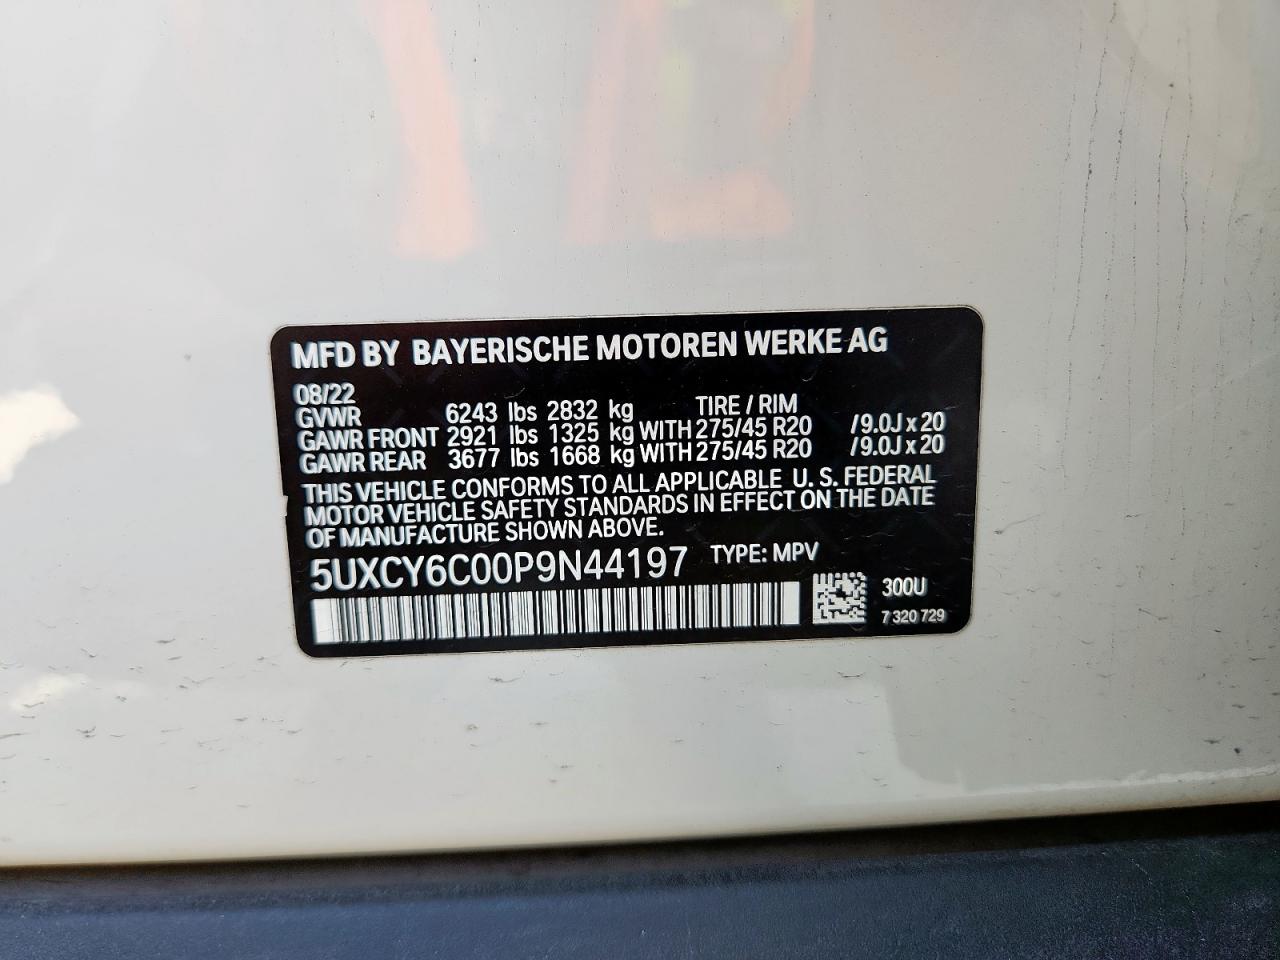 MFD BY BAYERISCHE MOTOREN WERKE AG
08/22
GVWR 6243 lbs 2832 kg TIRE / RIM
GAWR FRONT 2921 lbs 1325 kg WITH 275/45 R20 /9.0J x 20
GAWR REAR 3677 lbs 1668 kg WITH 275/45 R20 /9.0J x 20
THIS VEHICLE CONFORMS TO ALL APPLICABLE U. S. FEDERAL
MOTOR VEHICLE SAFETY STANDARDS IN EFFECT ON THE DATE
OF MANUFACTURE SHOWN ABOVE.
5UXCY6C00P9N44197 TYPE: MPV
300U
7 320 729